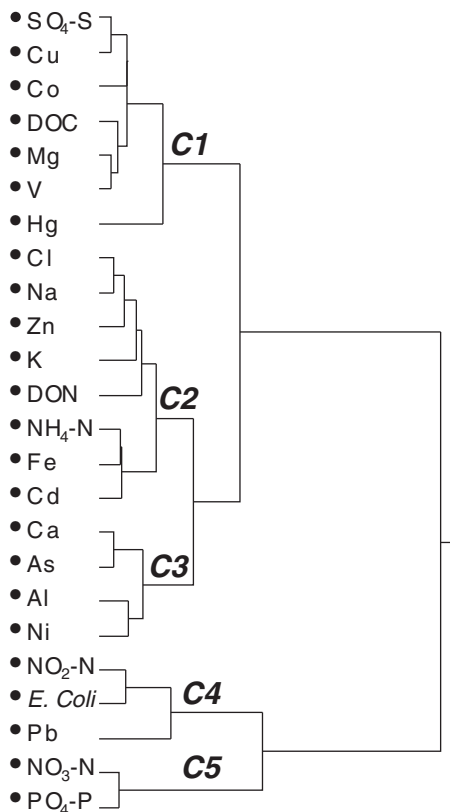 • SO₄-S
• Cu
• Co
• DOC
• Mg
• V
• Hg
• Cl
• Na
• Zn
• K
• DON
• NH₄-N
• Fe
• Cd
• Ca
• As
• Al
• Ni
• NO₂-N
• E. Coli
• Pb
• NO₃-N
• PO₄-P
C1
C2
C3
C4
C5